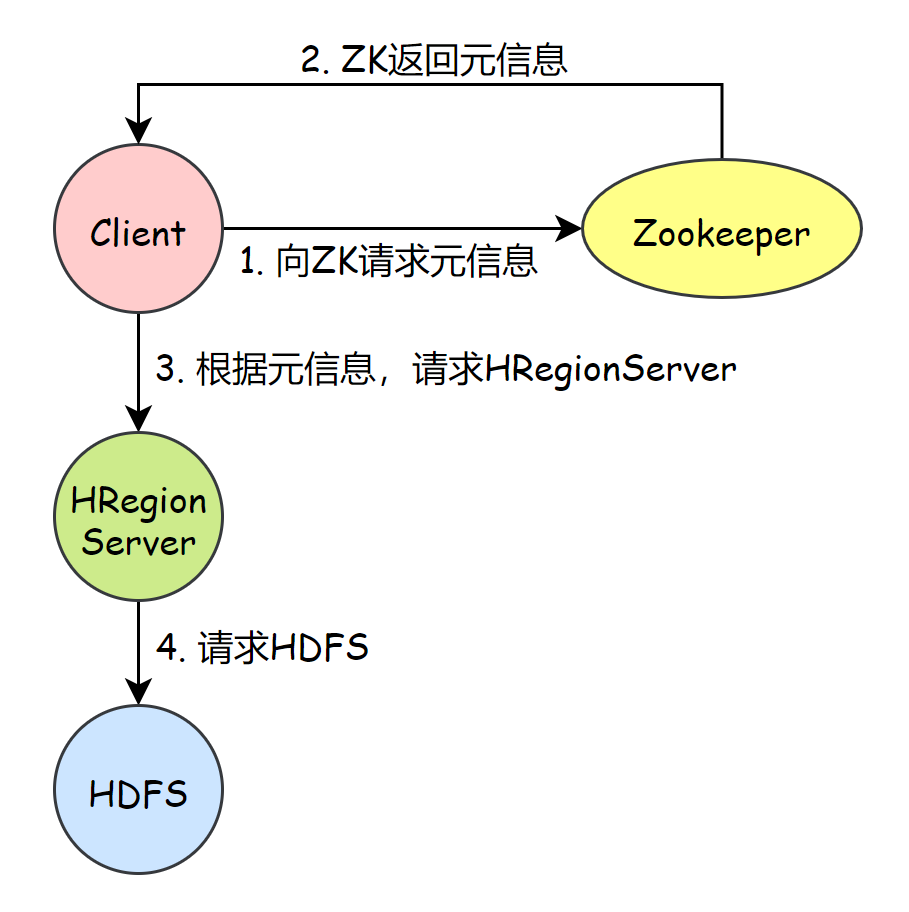 2. ZK返回元信息
Client
Zookeeper
1. 向ZK请求元信息
3. 根据元信息，请求HRegionServer
HRegion
Server
4. 请求HDFS
HDFS